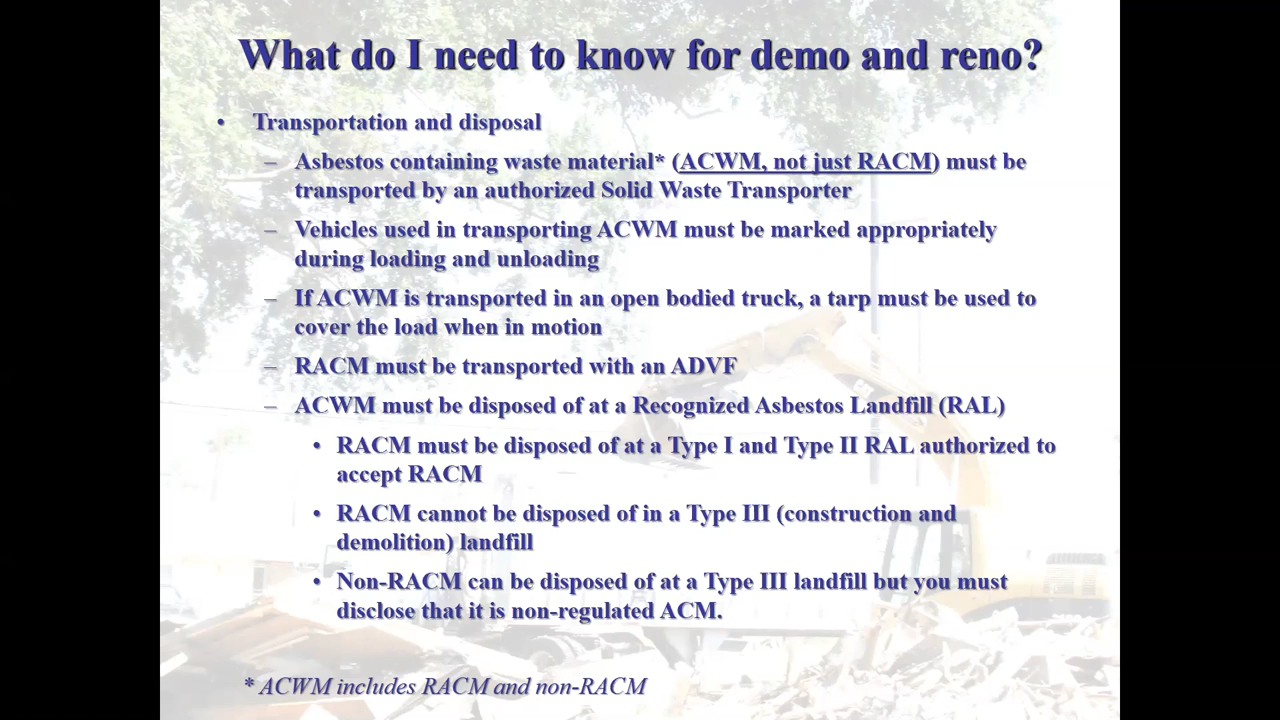 What do I need to know for demo and reno?
• Transportation and disposal
– Asbestos containing waste material* (ACWM, not just RACM) must be
transported by an authorized Solid Waste Transporter
– Vehicles used in transporting ACWM must be marked appropriately
during loading and unloading
– If ACWM is transported in an open bodied truck, a tarp must be used to
cover the load when in motion
– RACM must be transported with an ADVF
– ACWM must be disposed of at a Recognized Asbestos Landfill (RAL)
• RACM must be disposed of at a Type I and Type II RAL authorized to
accept RACM
• RACM cannot be disposed of in a Type III (construction and
demolition) landfill
• Non-RACM can be disposed of at a Type III landfill but you must
disclose that it is non-regulated ACM.
* ACWM includes RACM and non-RACM